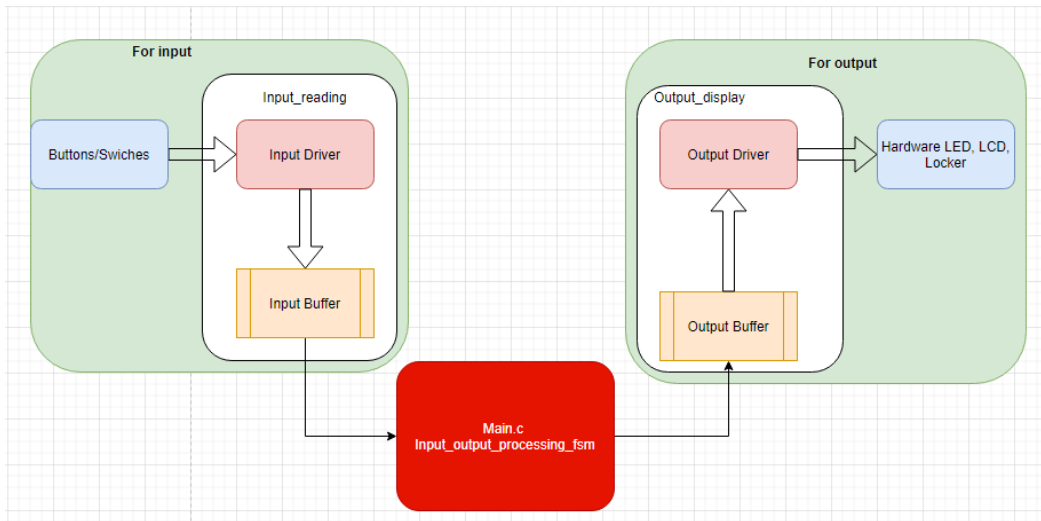 For input
Input_reading
Buttons/Swiches
Input Driver
Input Buffer
Main.c
Input_output_processing_fsm
For output
Output_display
Output Driver
Hardware LED, LCD,
Locker
Output Buffer